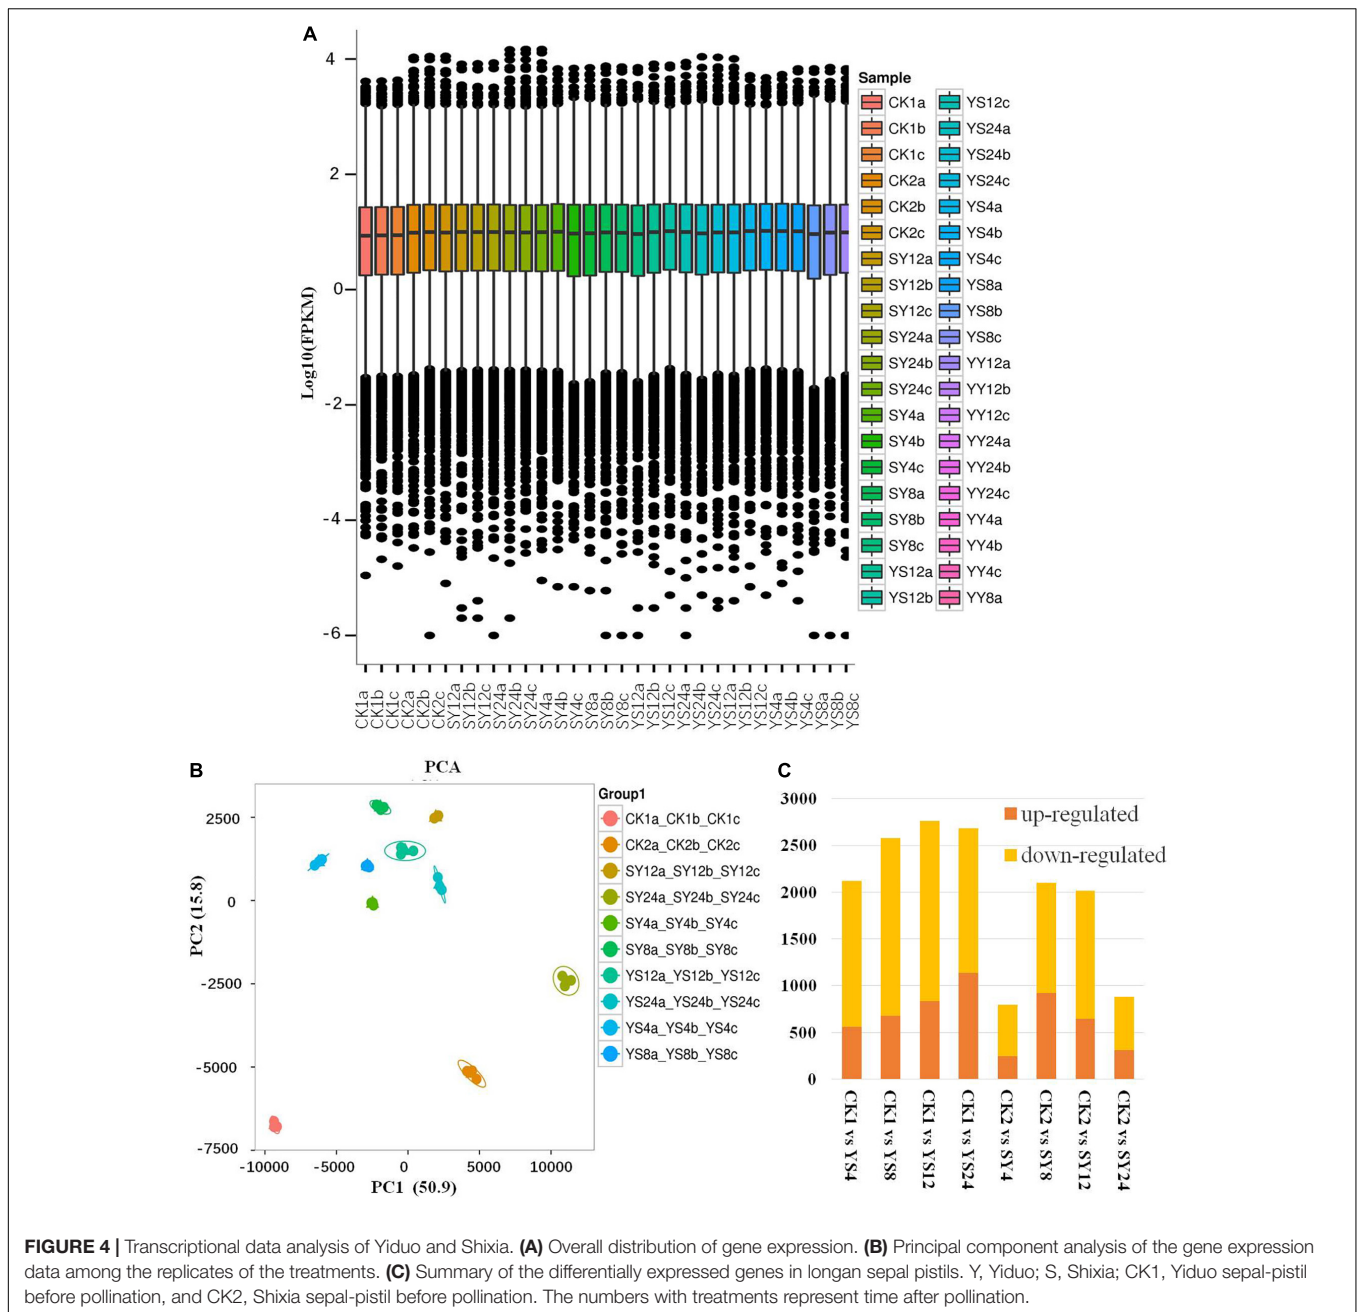 A
4
2
0
-2
-4
-6
Log10(FPKM)
CK1a
CK1b
CK1c
CK2a
CK2b
CK2c
SY12a
SY12b
SY12c
SY24a
SY24b
SY24c
SY4a
SY4b
SY4c
SY8a
SY8b
SY8c
YS12a
YS12b
YS12c
YS24a
YS24b
YS24c
YS12a
YS12b
YS12c
YS4a
YS4b
YS4c
YS8a
YS8b
YS8c
Sample
CK1a YS12c
CK1b YS24a
CK1c YS24b
CK2a YS24c
CK2b YS4a
CK2c YS4b
SY12a YS4c
SY12b YS8a
SY12c YS8b
SY24a YS8c
SY24b YY12a
SY24c YY12b
SY4a YY12c
SY4b YY24a
SY4c YY24b
SY8a YY24c
SY8b YY4a
SY8c YY4b
YS12a YY4c
YS12b YY8a
B
PCA
2500
0
-2500
-5000
-7500
PC2 (15.8)
-10000 -5000 0 5000 10000
PC1 (50.9)
Group1
CK1a_CK1b_CK1c
CK2a_CK2b_CK2c
SY12a_SY12b_SY12c
SY24a_SY24b_SY24c
SY4a_SY4b_SY4c
SY8a_SY8b_SY8c
YS12a_YS12b_YS12c
YS24a_YS24b_YS24c
YS4a_YS4b_YS4c
YS8a_YS8b_YS8c
C
3000
2500
2000
1500
1000
500
0
up-regulated
down-regulated
CK1 vs YS4
CK1 vs YS8
CK1 vs YS12
CK1 vs YS24
CK2 vs SY4
CK2 vs SY8
CK2 vs SY12
CK2 vs SY24
FIGURE 4 | Transcriptional data analysis of Yiduo and Shixia. (A) Overall distribution of gene expression. (B) Principal component analysis of the gene expression
data among the replicates of the treatments. (C) Summary of the differentially expressed genes in longan sepal pistils. Y, Yiduo; S, Shixia; CK1, Yiduo sepal-pistil
before pollination, and CK2, Shixia sepal-pistil before pollination. The numbers with treatments represent time after pollination.